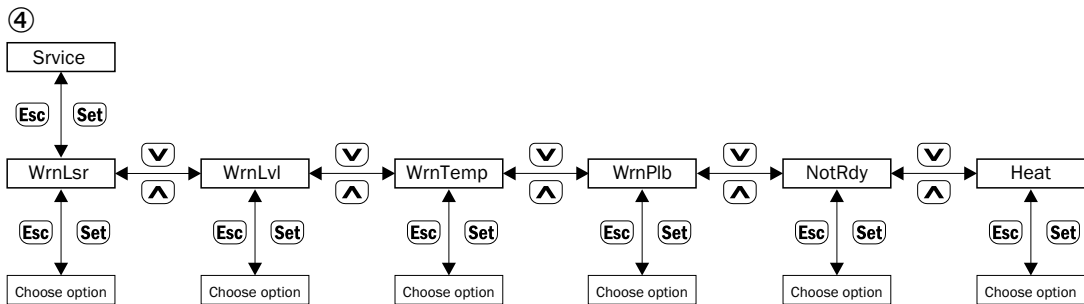 ④
Srvice
Esc Set
WrnLsr WrnLvl WrnTemp WrnPlb NotRdy Heat
Esc Set Esc Set Esc Set Esc Set Esc Set Esc Set
Choose option Choose option Choose option Choose option Choose option Choose option